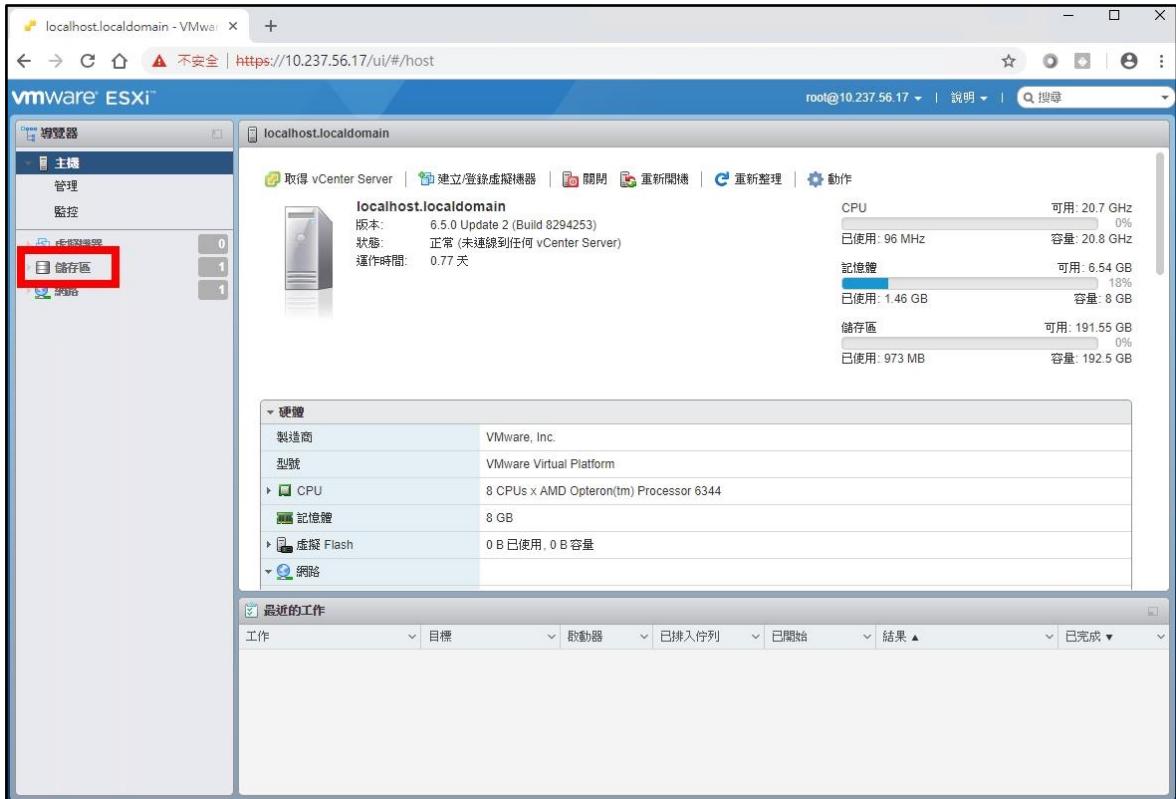 localhost.localdomain - VMwar
不安全 | https://10.237.56.17/ui/#/host
vmware ESXi™
root@10.237.56.17 | 說明 | 搜尋
導覽器
主機
管理
監控
虛擬機器 0
儲存區 1
網路 1
localhost.localdomain
取得 vCenter Server | 建立/登錄虛擬機器 | 關閉 重新開機 | 重新整理 | 動作
localhost.localdomain
版本: 6.5.0 Update 2 (Build 8294253)
狀態: 正常 (未連線到任何 vCenter Server)
運作時間: 0.77 天
CPU 可用: 20.7 GHz
0%
已使用: 96 MHz 容量: 20.8 GHz
記憶體 可用: 6.54 GB
18%
已使用: 1.46 GB 容量: 8 GB
儲存區 可用: 191.55 GB
0%
已使用: 973 MB 容量: 192.5 GB
硬體
製造商 VMware, Inc.
型號 VMware Virtual Platform
CPU 8 CPUs x AMD Opteron(tm) Processor 6344
記憶體 8 GB
虛擬 Flash 0 B 已使用, 0 B 容量
網路
最近的工作
工作 目標 啟動器 已排入佇列 已開始 結果 ▲ 已完成 ▼